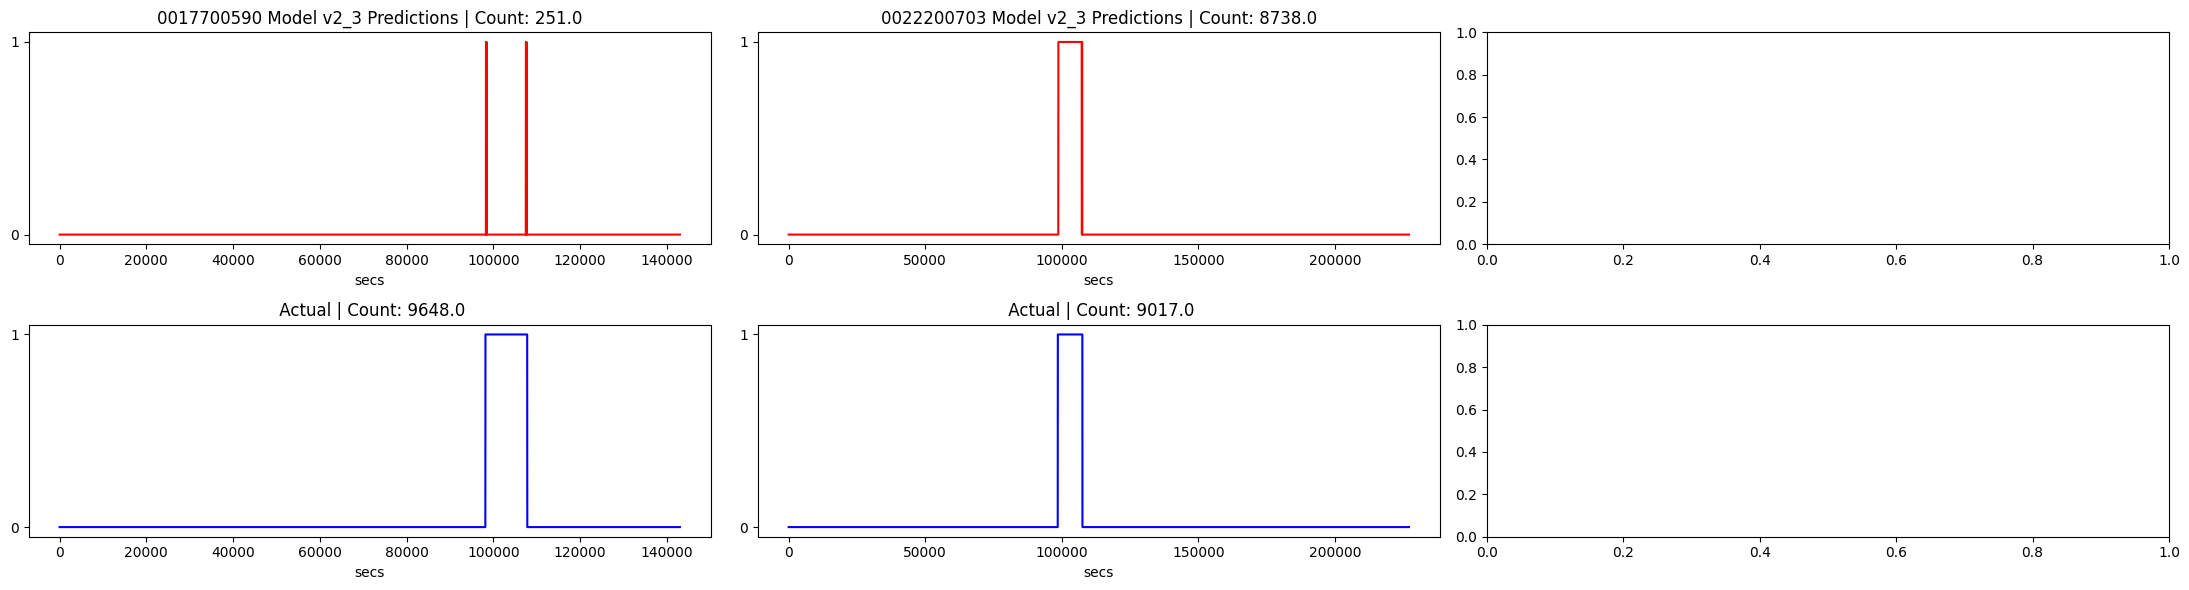 0017700590 Model v2_3 Predictions | Count: 251.0
1
0
0 20000 40000 60000 80000 100000 120000 140000
secs
0022200703 Model v2_3 Predictions | Count: 8738.0
1
0
0 50000 100000 150000 200000
secs
1.0
0.8
0.6
0.4
0.2
0.0
0.0 0.2 0.4 0.6 0.8 1.0
Actual | Count: 9648.0
1
0
0 20000 40000 60000 80000 100000 120000 140000
secs
Actual | Count: 9017.0
1
0
0 50000 100000 150000 200000
secs
1.0
0.8
0.6
0.4
0.2
0.0
0.0 0.2 0.4 0.6 0.8 1.0